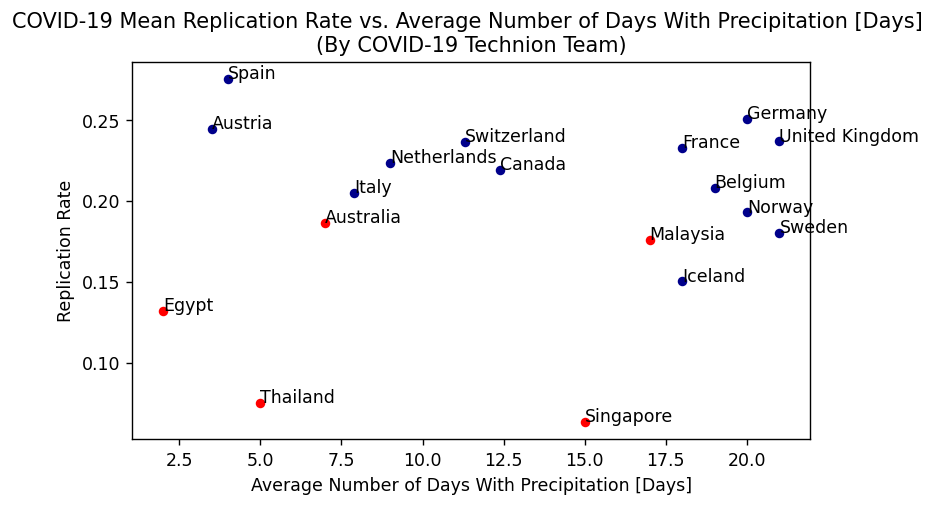 COVID-19 Mean Replication Rate vs. Average Number of Days With Precipitation [Days]
(By COVID-19 Technion Team)
Spain
Germany
Austria
0.25
United Kingdom
Switzerland
France
Netherlands
Canada
Belgium
Italy
0.20
Norway
Australia
Sweden
Malaysia
Replication Rate
Iceland
0.15
Egypt
0.10
Thailand
Singapore
2.5 5.0 7.5 10.0 12.5 15.0 17.5 20.0
Average Number of Days With Precipitation [Days]